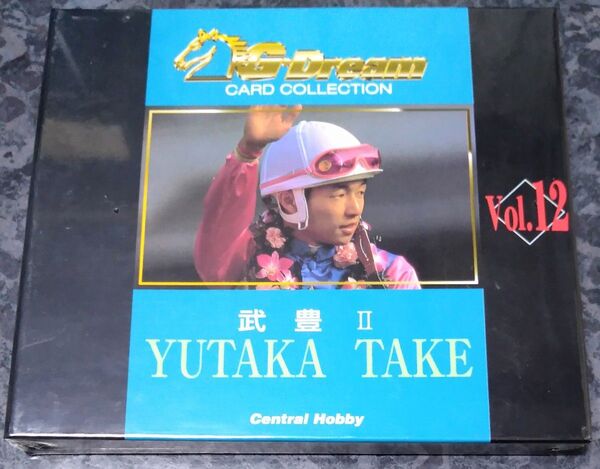 G-Dream
CARD COLLECTION
Vol.12
武豊 II
YUTAKA TAKE
Central Hobby